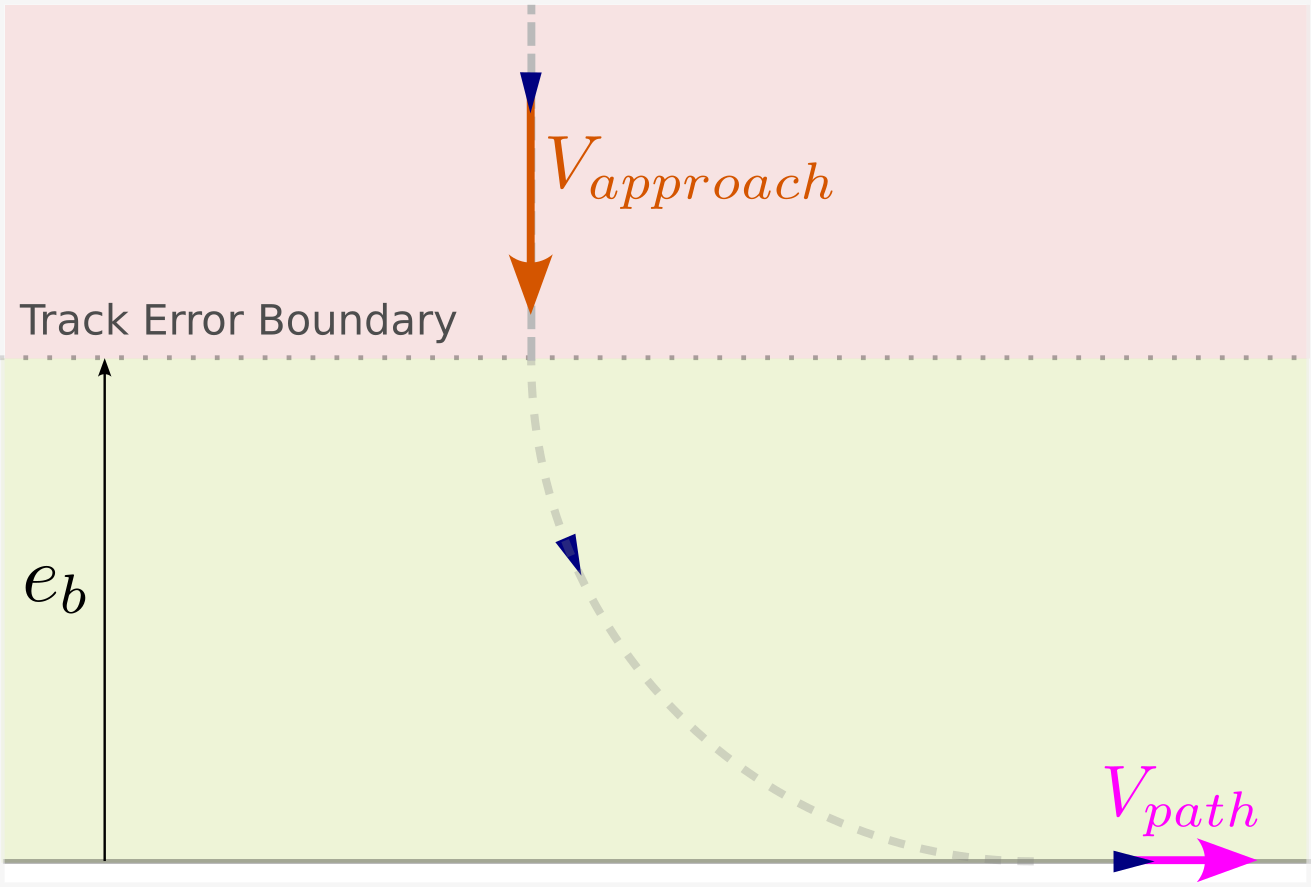 V_approach
Track Error Boundary
e_b
V_path